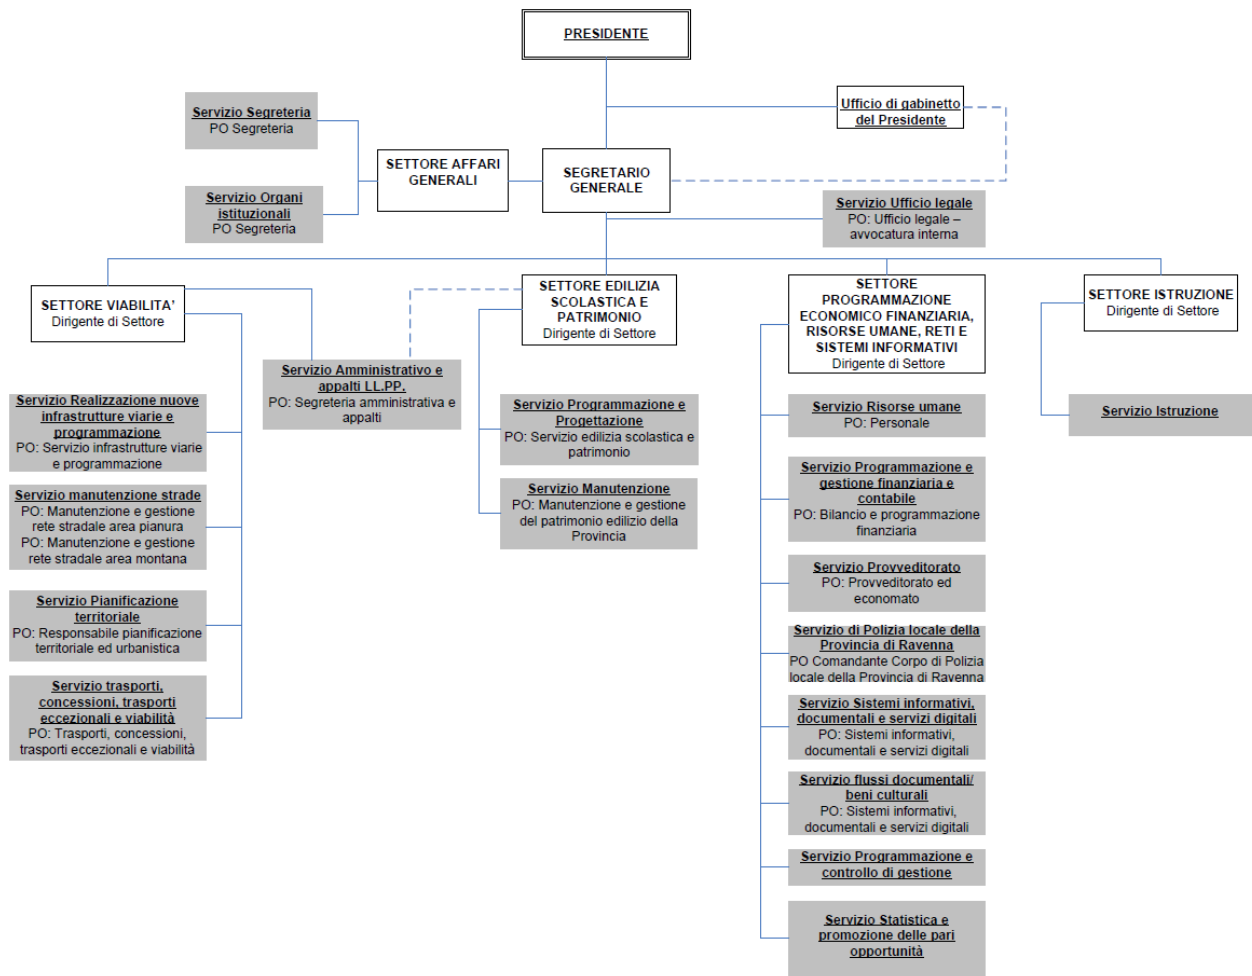 PRESIDENTE
Ufficio di gabinetto
del Presidente
Servizio Segreteria
PO Segreteria
SETTORE AFFARI
GENERALI
SEGRETARIO
GENERALE
Servizio Organi
istituzionali
PO Segreteria
Servizio Ufficio legale
PO: Ufficio legale –
avvocatura interna
SETTORE VIABILITA’
Dirigente di Settore
SETTORE EDILIZIA
SCOLASTICA E
PATRIMONIO
Dirigente di Settore
SETTORE
PROGRAMMAZIONE
ECONOMICO FINANZIARIA,
RISORSE UMANE, RETI E
SISTEMI INFORMATIVI
Dirigente di Settore
SETTORE ISTRUZIONE
Dirigente di Settore
Servizio Amministrativo e
appalti LL.PP.
PO: Segreteria amministrativa e
appalti
Servizio Realizzazione nuove
infrastrutture viarie e
programmazione
PO: Servizio infrastrutture viarie
e programmazione
Servizio manutenzione strade
PO: Manutenzione e gestione
rete stradale area pianura
PO: Manutenzione e gestione
rete stradale area montana
Servizio Pianificazione
territoriale
PO: Responsabile pianificazione
territoriale ed urbanistica
Servizio trasporti,
concessioni, trasporti
eccezionali e viabilità
PO: Trasporti, concessioni,
trasporti eccezionali e viabilità
Servizio Programmazione e
Progettazione
PO: Servizio edilizia scolastica e
patrimonio
Servizio Manutenzione
PO: Manutenzione e gestione
del patrimonio edilizio della
Provincia
Servizio Risorse umane
PO: Personale
Servizio Programmazione e
gestione finanziaria e
contabile
PO: Bilancio e programmazione
finanziaria
Servizio Provveditorato
PO: Provveditorato ed
economato
Servizio di Polizia locale della
Provincia di Ravenna
PO Comandante Corpo di Polizia
locale della Provincia di Ravenna
Servizio Sistemi informativi,
documentali e servizi digitali
PO: Sistemi informativi,
documentali e servizi digitali
Servizio flussi documentali/
beni culturali
PO: Sistemi informativi,
documentali e servizi digitali
Servizio Programmazione e
controllo di gestione
Servizio Statistica e
promozione delle pari
opportunità
Servizio Istruzione